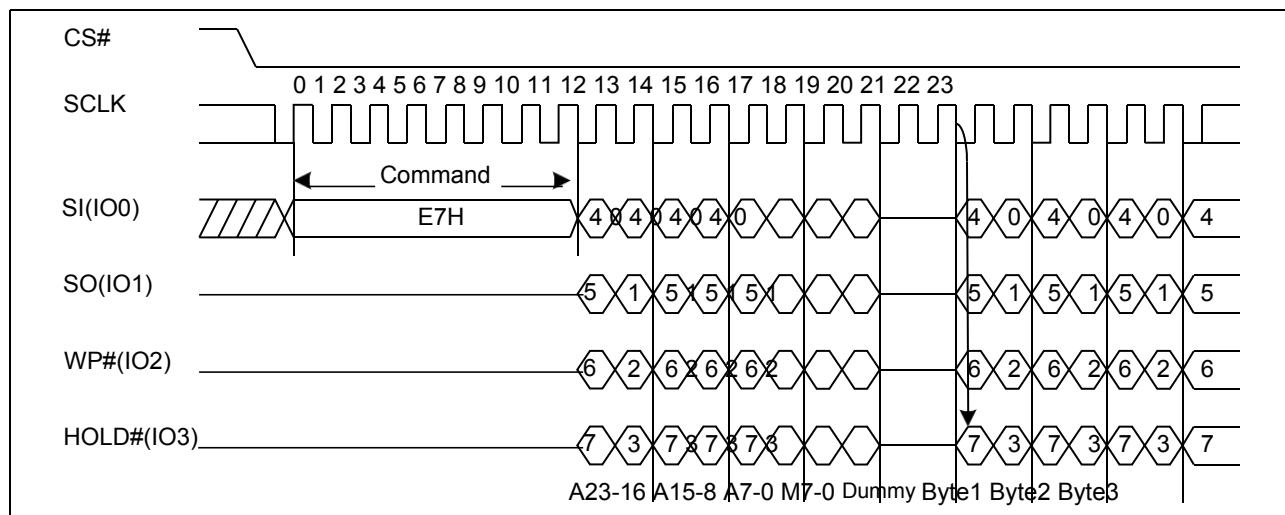 CS#
0 1 2 3 4 5 6 7 8 9 10 11 12 13 14 15 16 17 18 19 20 21 22 23
SCLK
Command
SI(IO0)
E7H
4 0 4 0 4 0 4 0 4 0 4 0 4 0 4
SO(IO1)
5 1 5 1 5 1 5 1 5 1 5 1 5 1 5
WP#(IO2)
6 2 6 2 6 2 6 2 6 2 6 2 6 2 6
HOLD#(IO3)
7 3 7 3 7 3 7 3 7 3 7 3 7 3 7
A23-16 A15-8 A7-0 M7-0 Dummy Byte1 Byte2 Byte3